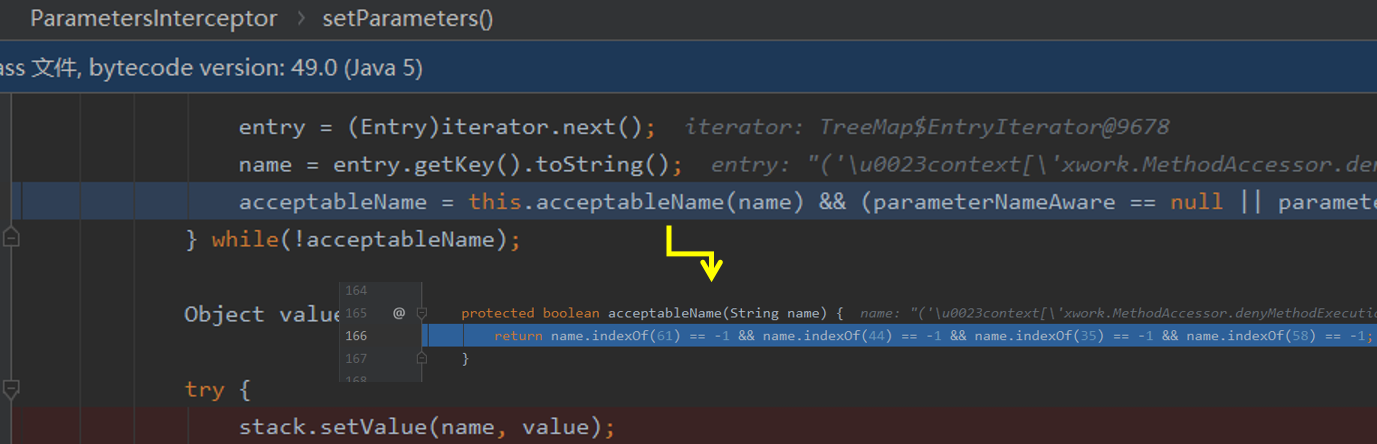 ParametersInterceptor > setParameters()
ass 文件, bytecode version: 49.0 (Java 5)
entry = (Entry)iterator.next(); iterator: TreeMap$EntryIterator@9678
name = entry.getKey().toString(); entry: "('\u0023context[\'xwork.MethodAccessor.deny
acceptableName = this.acceptableName(name) && (parameterNameAware == null || paramete
} while(!acceptableName);
164
Object value
165 @ protected boolean acceptableName(String name) { name: "('\u0023context[\'xwork.MethodAccessor.denyMethodExecutio
166 return name.indexOf(61) == -1 && name.indexOf(44) == -1 && name.indexOf(35) == -1 && name.indexOf(58) == -1;
167 }
168
try {
stack.setValue(name, value);